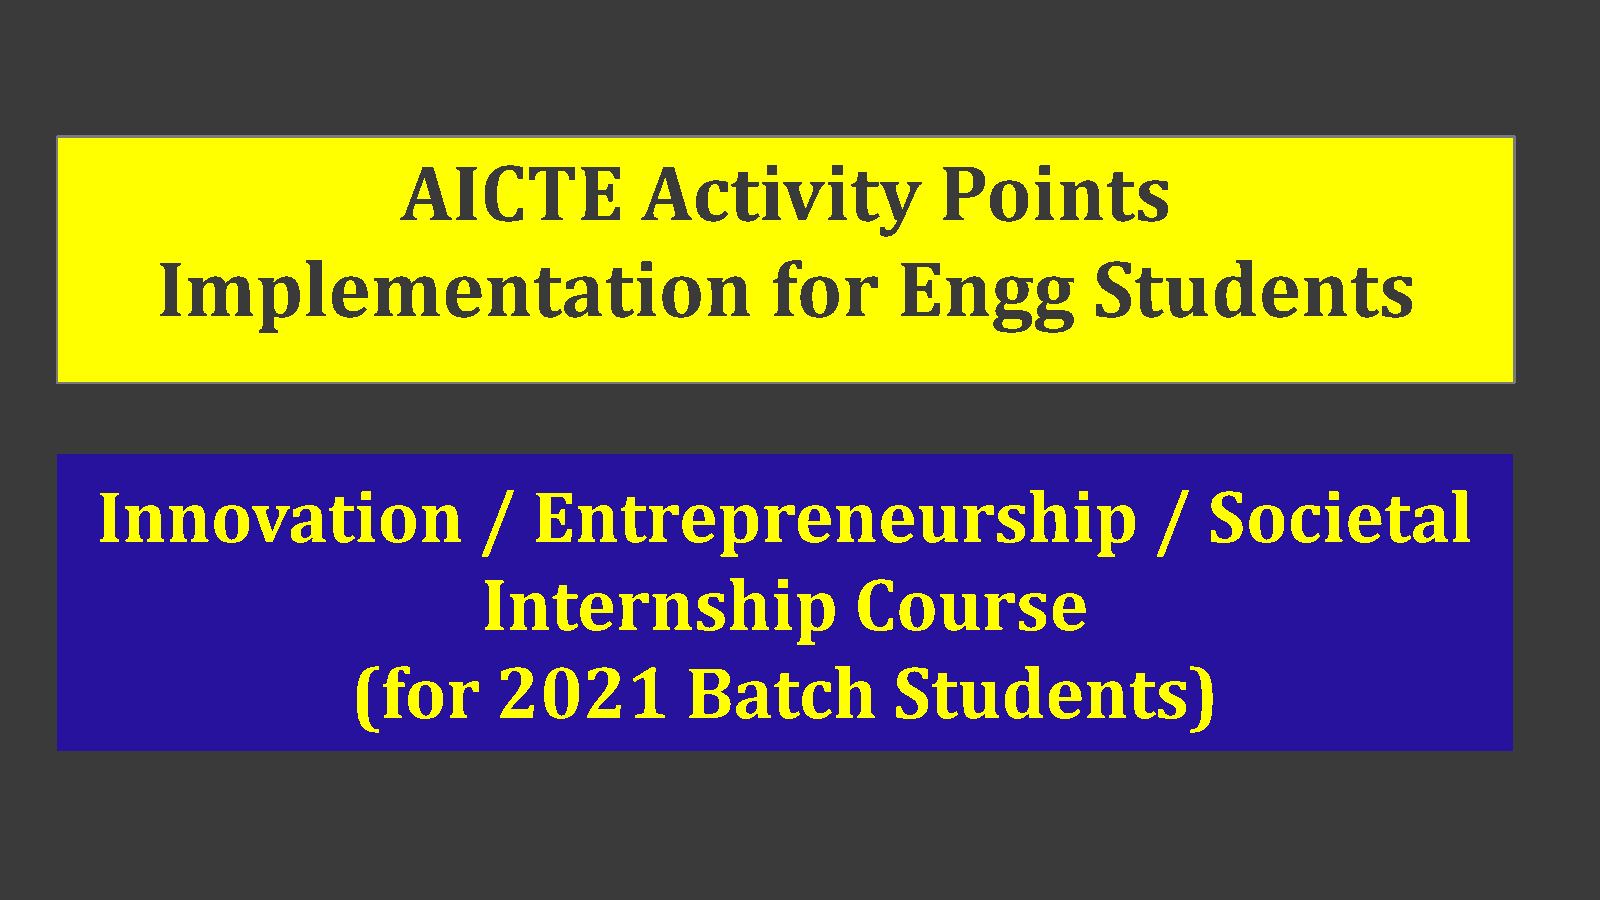 AICTE Activity Points
Implementation for Engg Students
Innovation / Entrepreneurship / Societal
Internship Course
(for 2021 Batch Students)